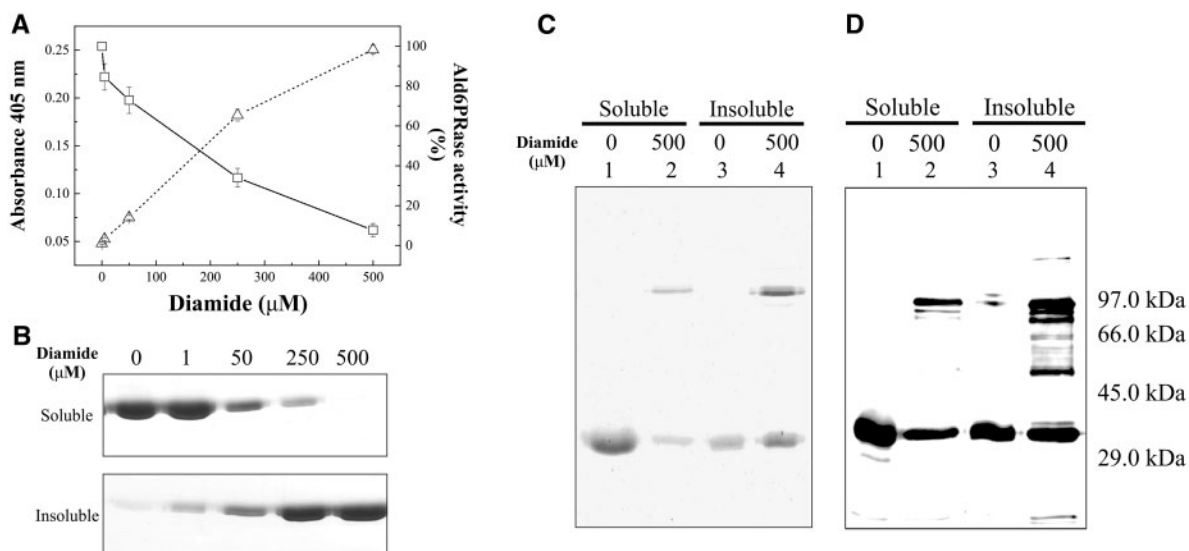 A
Absorbance 405 nm
0.25
0.20
0.15
0.10
0.05
100
80
60
40
20
0
Ald6PRase activity
(%)
0 100 200 300 400 500
Diamide (μM)
B
Diamide
(μM)
0 1 50 250 500
Soluble
Insoluble
C
Soluble Insoluble
Diamide
(μM)
0 500 0 500
1 2 3 4
D
Soluble Insoluble
0 500 0 500
1 2 3 4
97.0 kDa
66.0 kDa
45.0 kDa
29.0 kDa